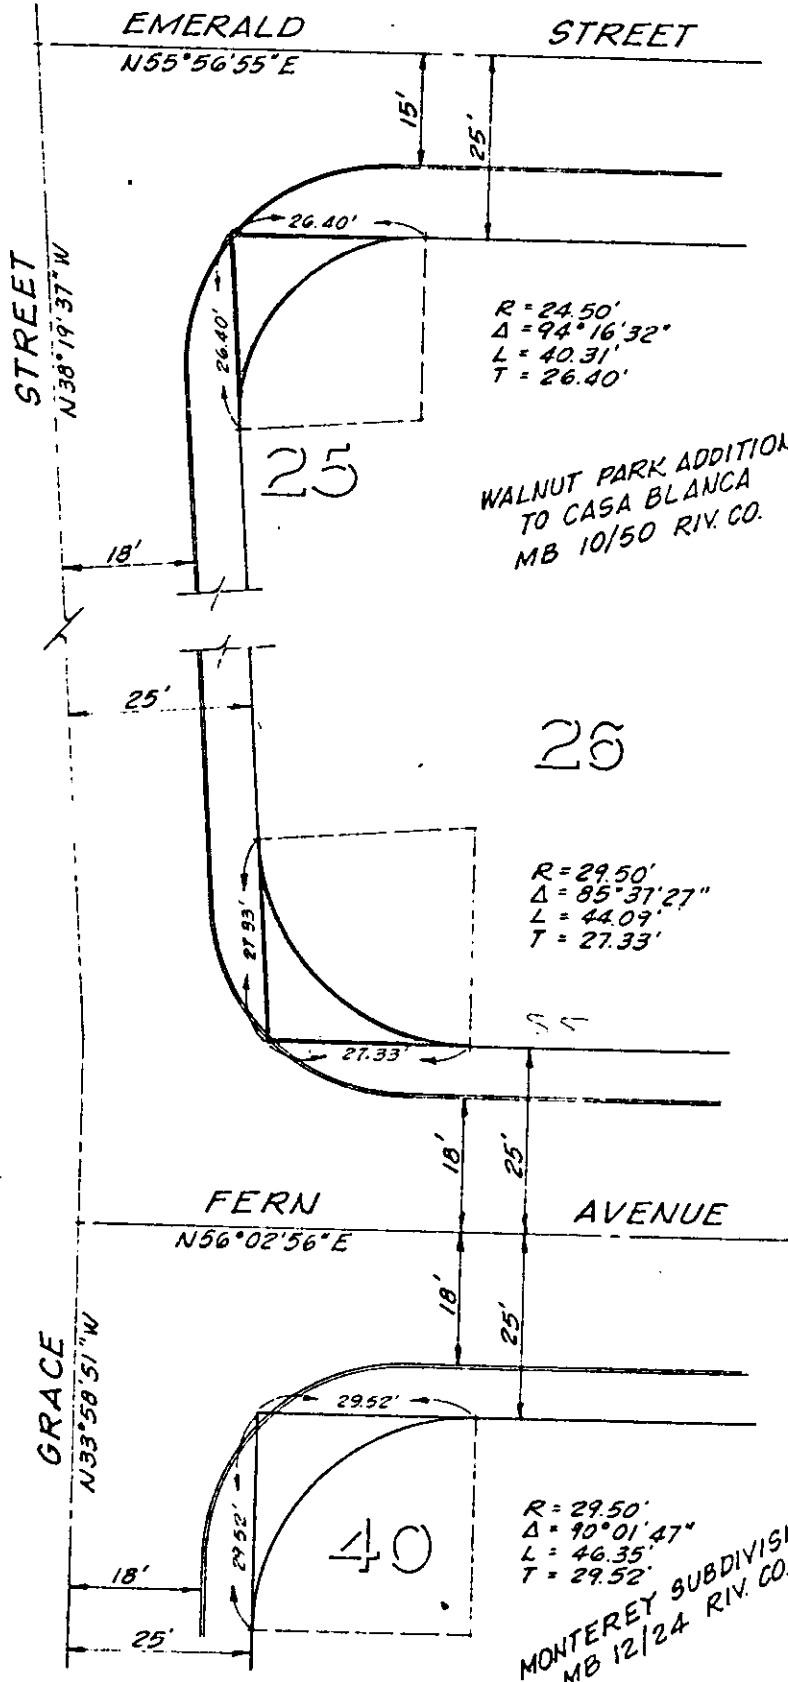 EMERALD STREET
N55°56'55"E
15'
25'
26.40'
26.40'
STREET
N38°19'37"W
R = 24.50'
Δ = 94°16'32"
L = 40.31'
T = 26.40'
25
WALNUT PARK ADDITION
TO CASA BLANCA
MB 10/50 RIV. CO.
18'
25'
26
R = 29.50'
Δ = 85°37'27"
L = 44.09'
T = 27.33'
27.33'
27.33'
18'
25'
FERN AVENUE
N56°02'56"E
18'
25'
GRACE
N33°58'51"W
29.52'
29.52'
40
R = 29.50'
Δ = 90°01'47"
L = 46.35'
T = 29.52'
18'
25'
MONTEREY SUBDIVISI
MB 12/24 RIV. CO.